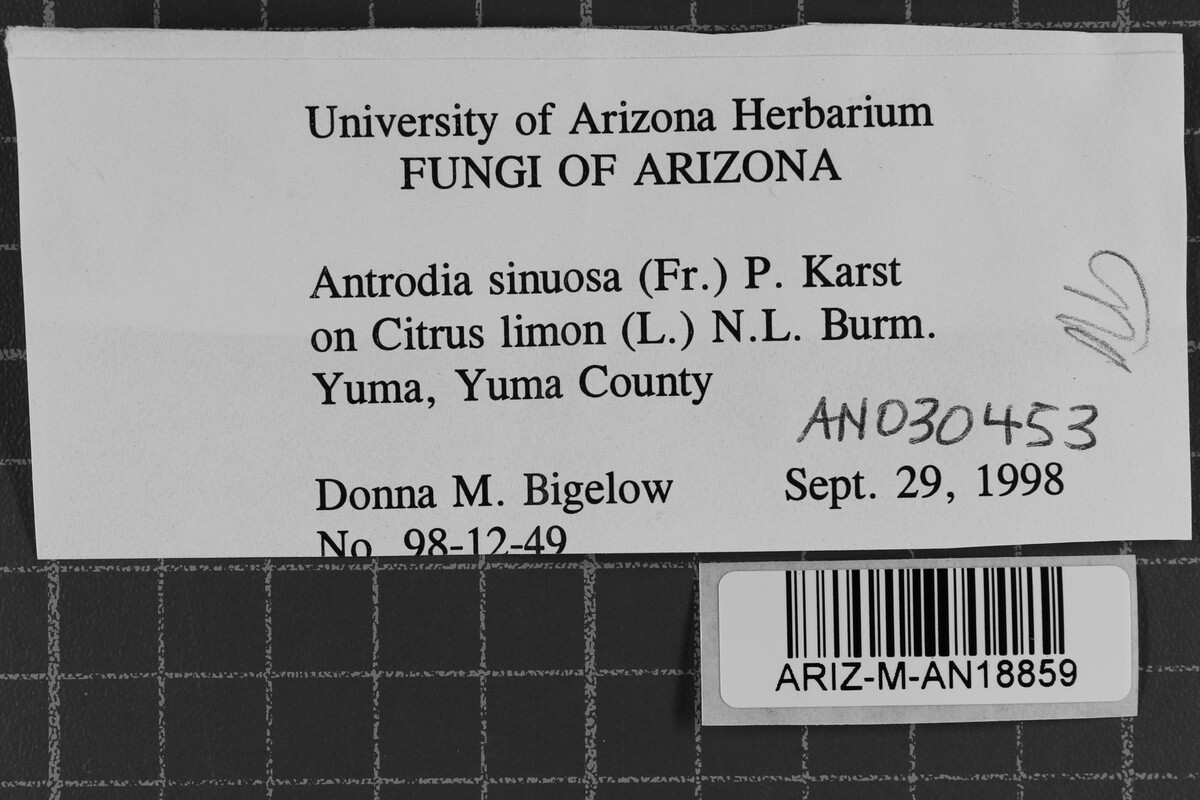 University of Arizona Herbarium
FUNGI OF ARIZONA
Antrodia sinuosa (Fr.) P. Karst
on Citrus limon (L.) N.L. Burm.
Yuma, Yuma County
AN030453
Donna M. Bigelow Sept. 29, 1998
No. 98-12-49
ARIZ-M-AN18859